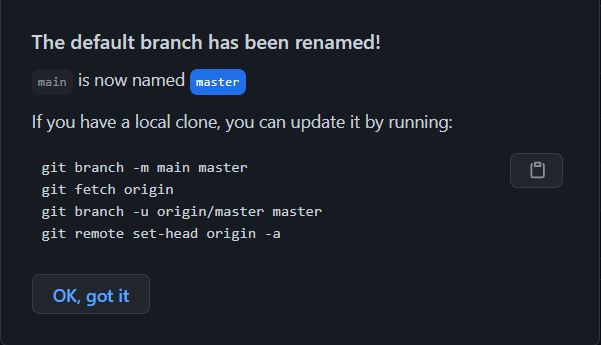 The default branch has been renamed!
main is now named master
If you have a local clone, you can update it by running:
git branch -m main master
git fetch origin
git branch -u origin/master master
git remote set-head origin -a
OK, got it